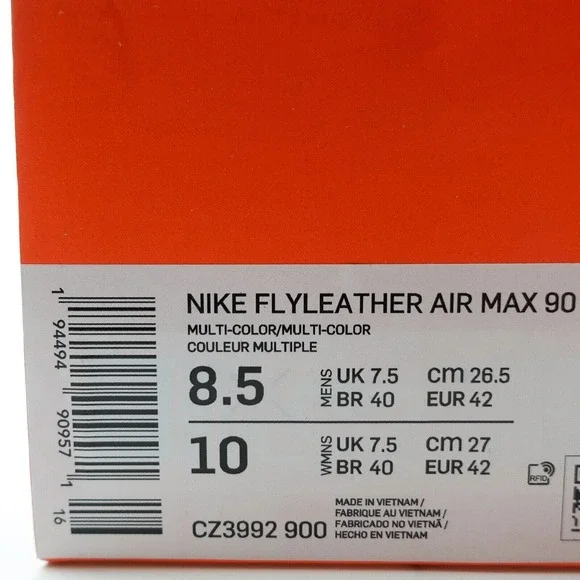 NIKE FLYLEATHER AIR MAX 90
MULTI-COLOR/MULTI-COLOR
COULEUR MULTIPLE
8.5 MENS UK 7.5 cm 26.5
BR 40 EUR 42
10 WMNS UK 7.5 cm 27
BR 40 EUR 42
RFID
CZ3992 900
MADE IN VIETNAM /
FABRIQUE AU VIETNAM /
FABRICADO NO VIETNÃ /
HECHO EN VIETNAM
1 94494 90957 1 16